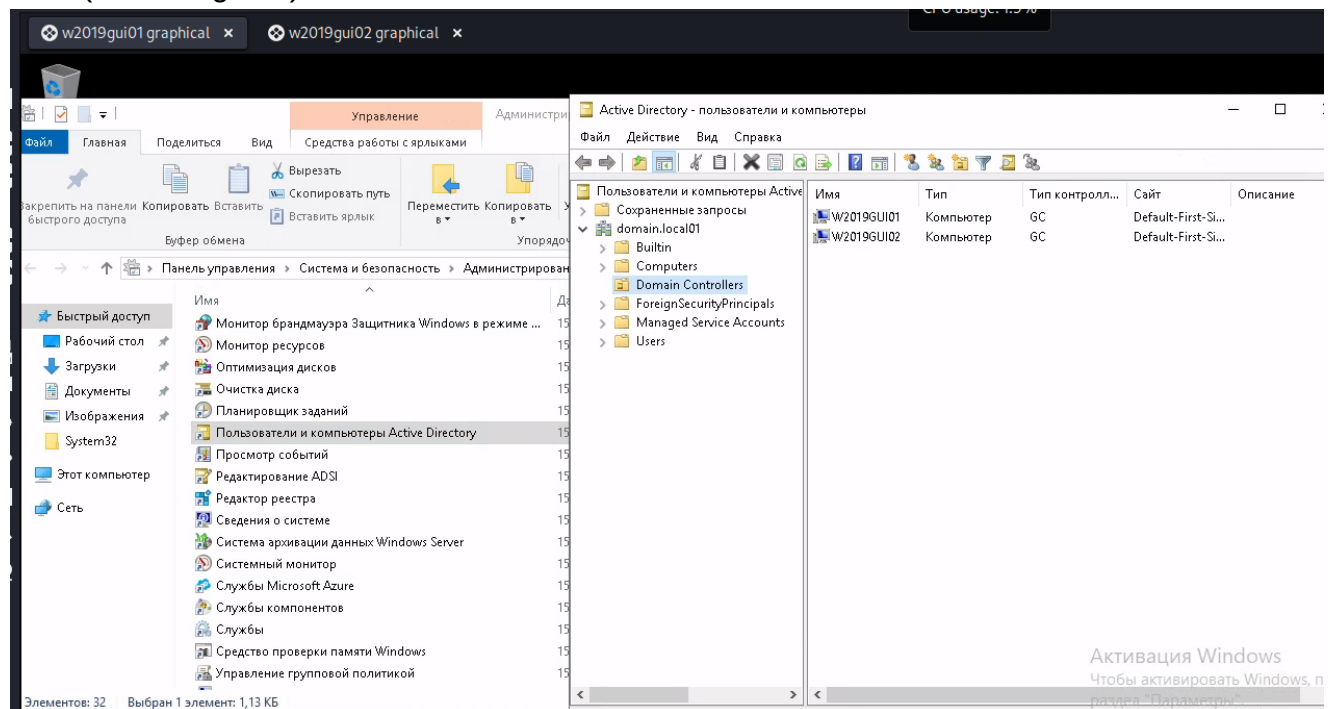 w2019gui01 graphical ×
w2019gui02 graphical ×
Управление
Файл
Главная
Поделиться
Вид
Средства работы с ярлыками
Закрепить на панели быстрого доступа
Копировать
Вставить
Вырезать
Скопировать путь
Вставить ярлык
Переместить в
Копировать в
Буфер обмена
Панель управления > Система и безопасность >
Имя
Быстрый доступ
Рабочий стол
Загрузки
Документы
Изображения
System32
Этот компьютер
Сеть
Монитор брандмауэра Защитника Windows в режиме ...
Монитор ресурсов
Оптимизация дисков
Очистка диска
Планировщик заданий
Пользователи и компьютеры Active Directory
Просмотр событий
Редактирование ADSI
Редактор реестра
Сведения о системе
Система архивации данных Windows Server
Системный монитор
Службы Microsoft Azure
Службы компонентов
Службы
Средство проверки памяти Windows
Управление групповой политикой
Элементов: 32 Выбран 1 элемент: 1,13 КБ
Active Directory - пользователи и компьютеры
Файл Действие Вид Справка
Пользователи и компьютеры Active
Сохраненные запросы
domain.local01
Builtin
Computers
Domain Controllers
ForeignSecurityPrincipals
Managed Service Accounts
Users
Имя Тип Тип контролл... Сайт Описание
W2019GUI01 Компьютер GC Default-First-Si...
W2019GUI02 Компьютер GC Default-First-Si...
Активация Windows
Чтобы активировать Windows,
раздел "Параметры".